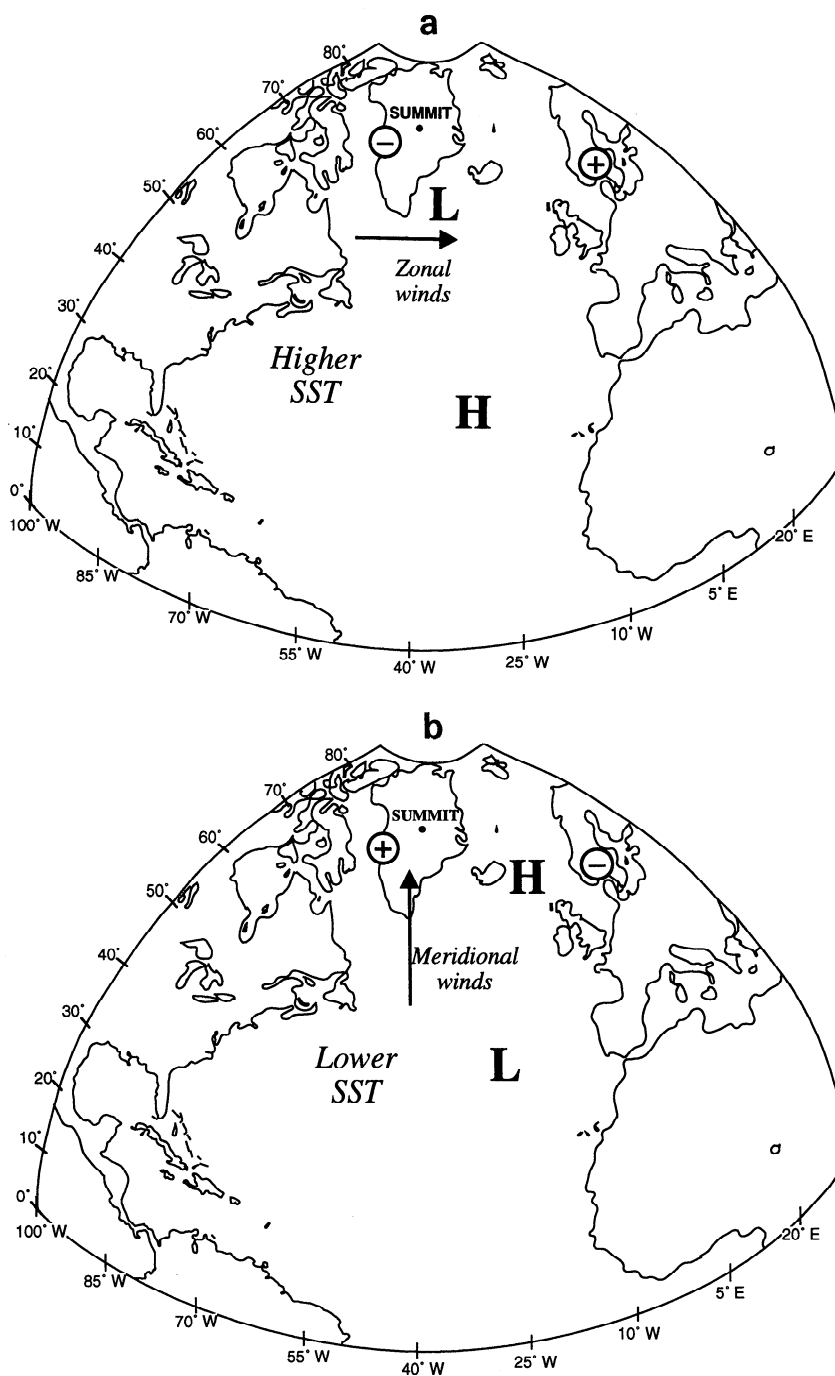 a
80°
70°
60°
50°
40°
30°
20°
10°
0°
SUMMIT
−
+
L
Zonal
winds
Higher
SST
H
100° W
85° W
70° W
55° W
40° W
25° W
10° W
5° E
20° E
b
80°
70°
60°
50°
40°
30°
20°
10°
0°
SUMMIT
+
−
H
Meridional
winds
Lower
SST
L
100° W
85° W
70° W
55° W
40° W
25° W
10° W
5° E
20° E